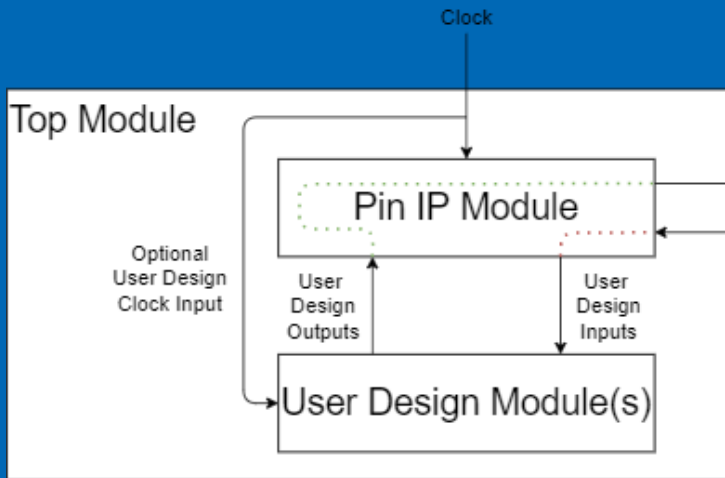 Clock
Top Module
Pin IP Module
Optional
User Design
Clock Input
User
Design
Outputs
User
Design
Inputs
User Design Module(s)